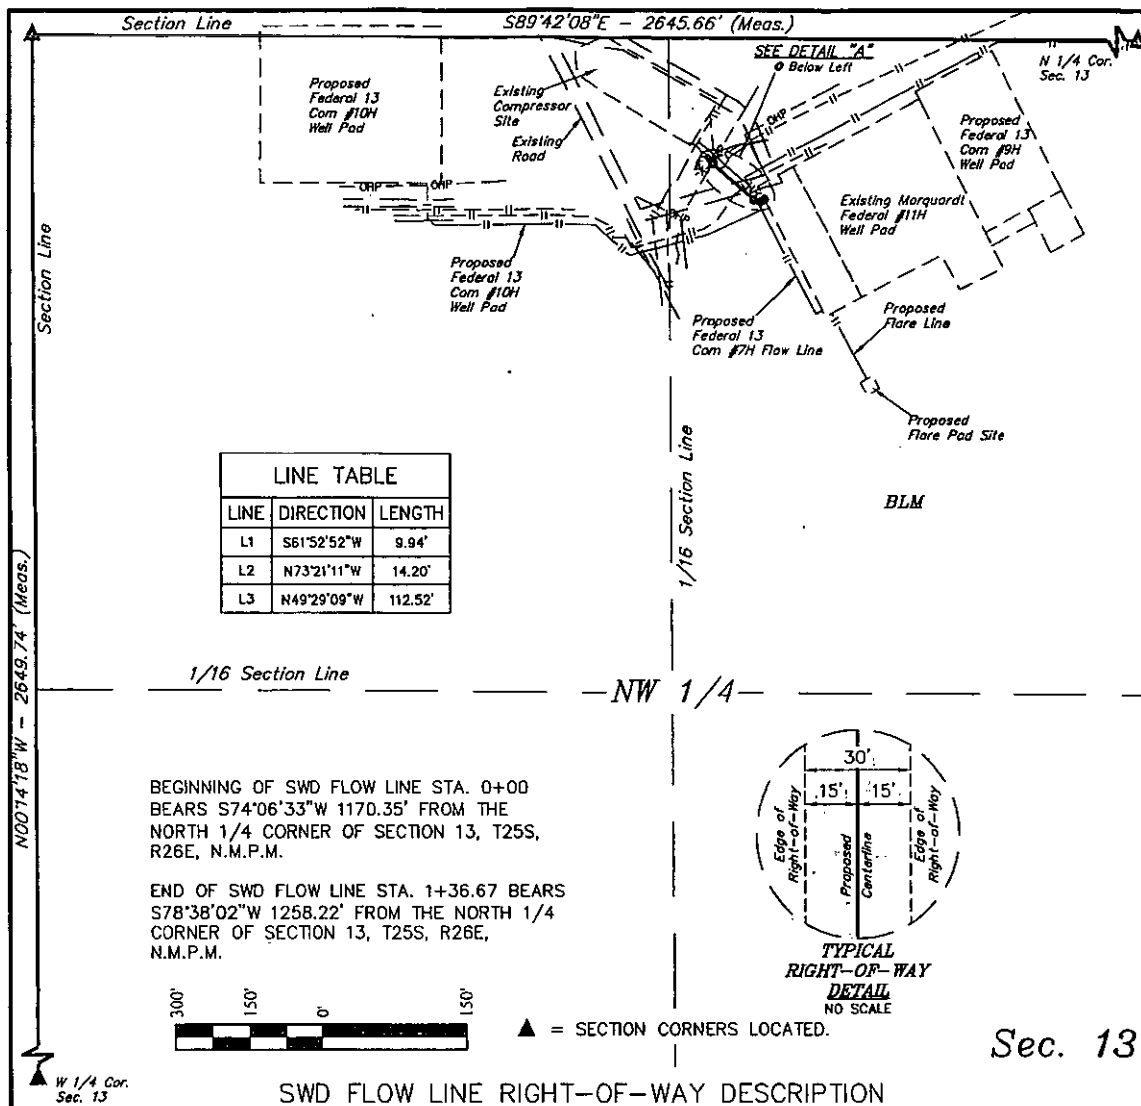 Section Line
S89°42'08"E - 2645.66' (Meas.)
SEE DETAIL "A"
Below Left
N 1/4 Cor.
Sec. 13
Proposed
Federal 13
Com #10H
Well Pad
Existing
Compressor
Site
Existing
Road
OHP
Proposed
Federal 13
Com #9H
Well Pad
OHP OHP
OHP
Existing Marquardt
Federal #11H
Well Pad
Section Line
Proposed
Federal 13
Com #10H
Well Pad
Proposed
Federal 13
Com #7H Flow Line
Proposed
Flare Line
Proposed
Flare Pad Site
BLM
1/16 Section Line
LINE TABLE
LINE DIRECTION LENGTH
L1 S61°52'52"W 9.94'
L2 N73°21'11"W 14.20'
L3 N49°29'09"W 112.52'
N00°14'18"W - 2649.74' (Meas.)
1/16 Section Line
NW 1/4
BEGINNING OF SWD FLOW LINE STA. 0+00
BEARS S74°06'33"W 1170.35' FROM THE
NORTH 1/4 CORNER OF SECTION 13, T25S,
R26E, N.M.P.M.
END OF SWD FLOW LINE STA. 1+36.67 BEARS
S78°38'02"W 1258.22' FROM THE NORTH 1/4
CORNER OF SECTION 13, T25S, R26E,
N.M.P.M.
30'
15' 15'
Edge of
Right-of-Way
Proposed
Centerline
Edge of
Right-of-Way
TYPICAL
RIGHT-OF-WAY
DETAIL
NO SCALE
300' 150' 0' 150'
▲ = SECTION CORNERS LOCATED.
Sec. 13
W 1/4 Cor.
Sec. 13
SWD FLOW LINE RIGHT-OF-WAY DESCRIPTION